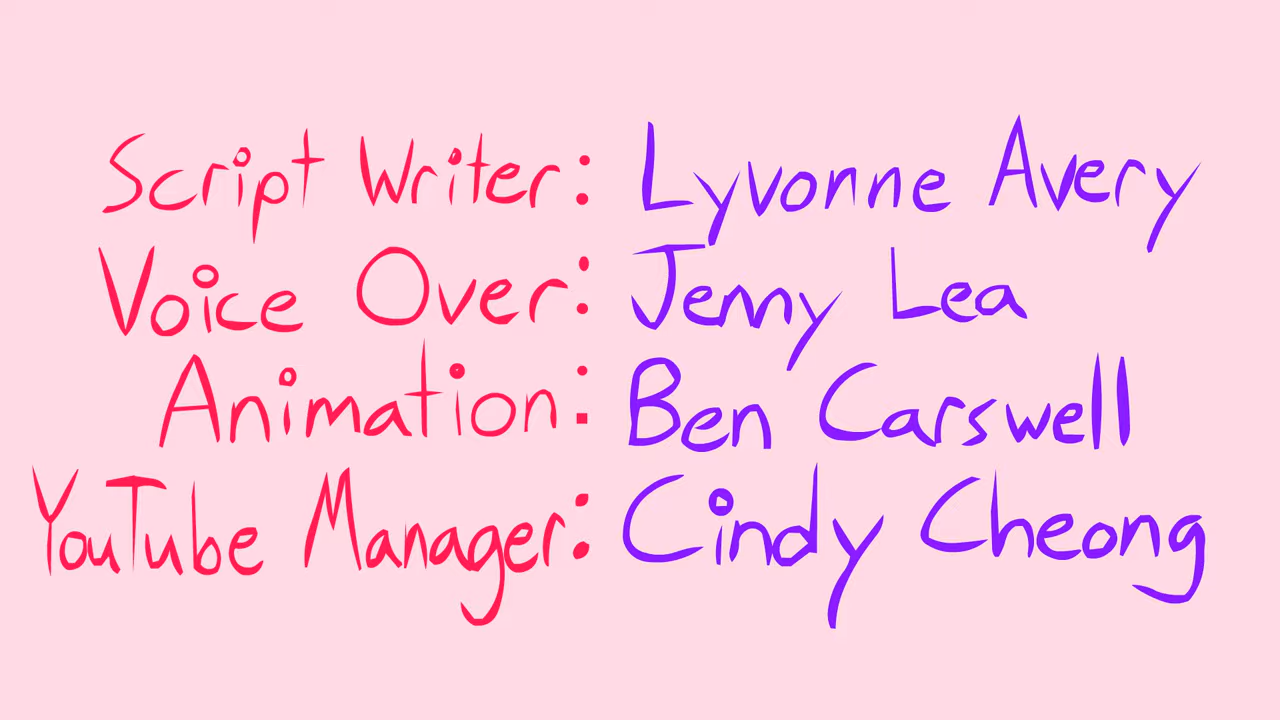 Script Writer: Lyvonne Avery
Voice Over: Jenny Lea
Animation: Ben Carswell
YouTube Manager: Cindy Cheong